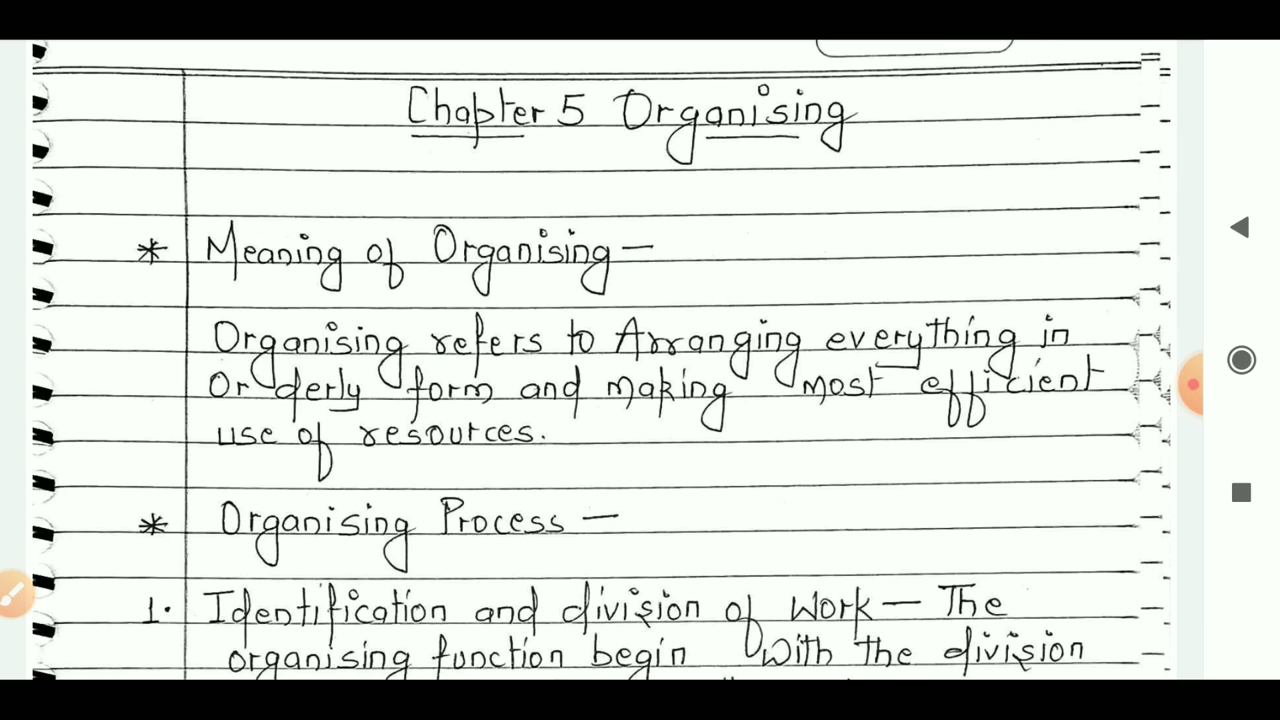 Chapter 5 Organising
* Meaning of Organising —
Organising refers to Arranging everything in
Orderly form and making most efficient
use of resources.
* Organising Process —
1. Identification and division of Work — The
organising function begin with the division